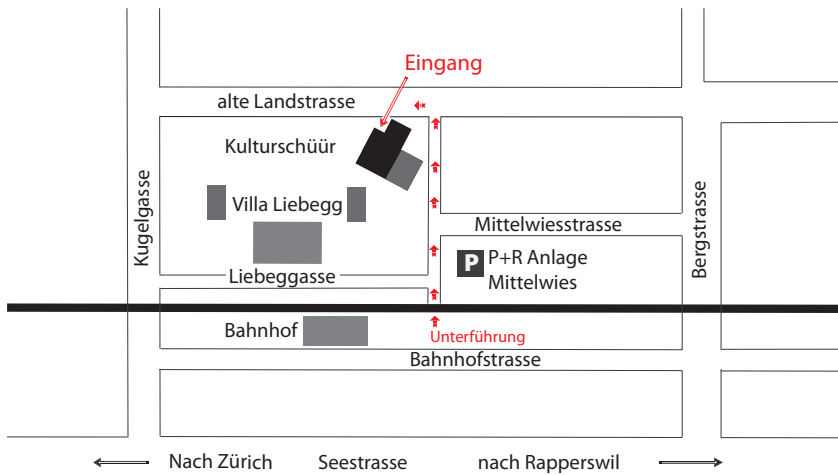 Eingang
alte Landstrasse
Kulturschüür
Kugelgasse
Villa Liebegg
Mittelwiesstrasse
Bergstrasse
P P+R Anlage
Mittelwies
Liebeggasse
Bahnhof
Unterführung
Bahnhofstrasse
Nach Zürich Seestrasse nach Rapperswil